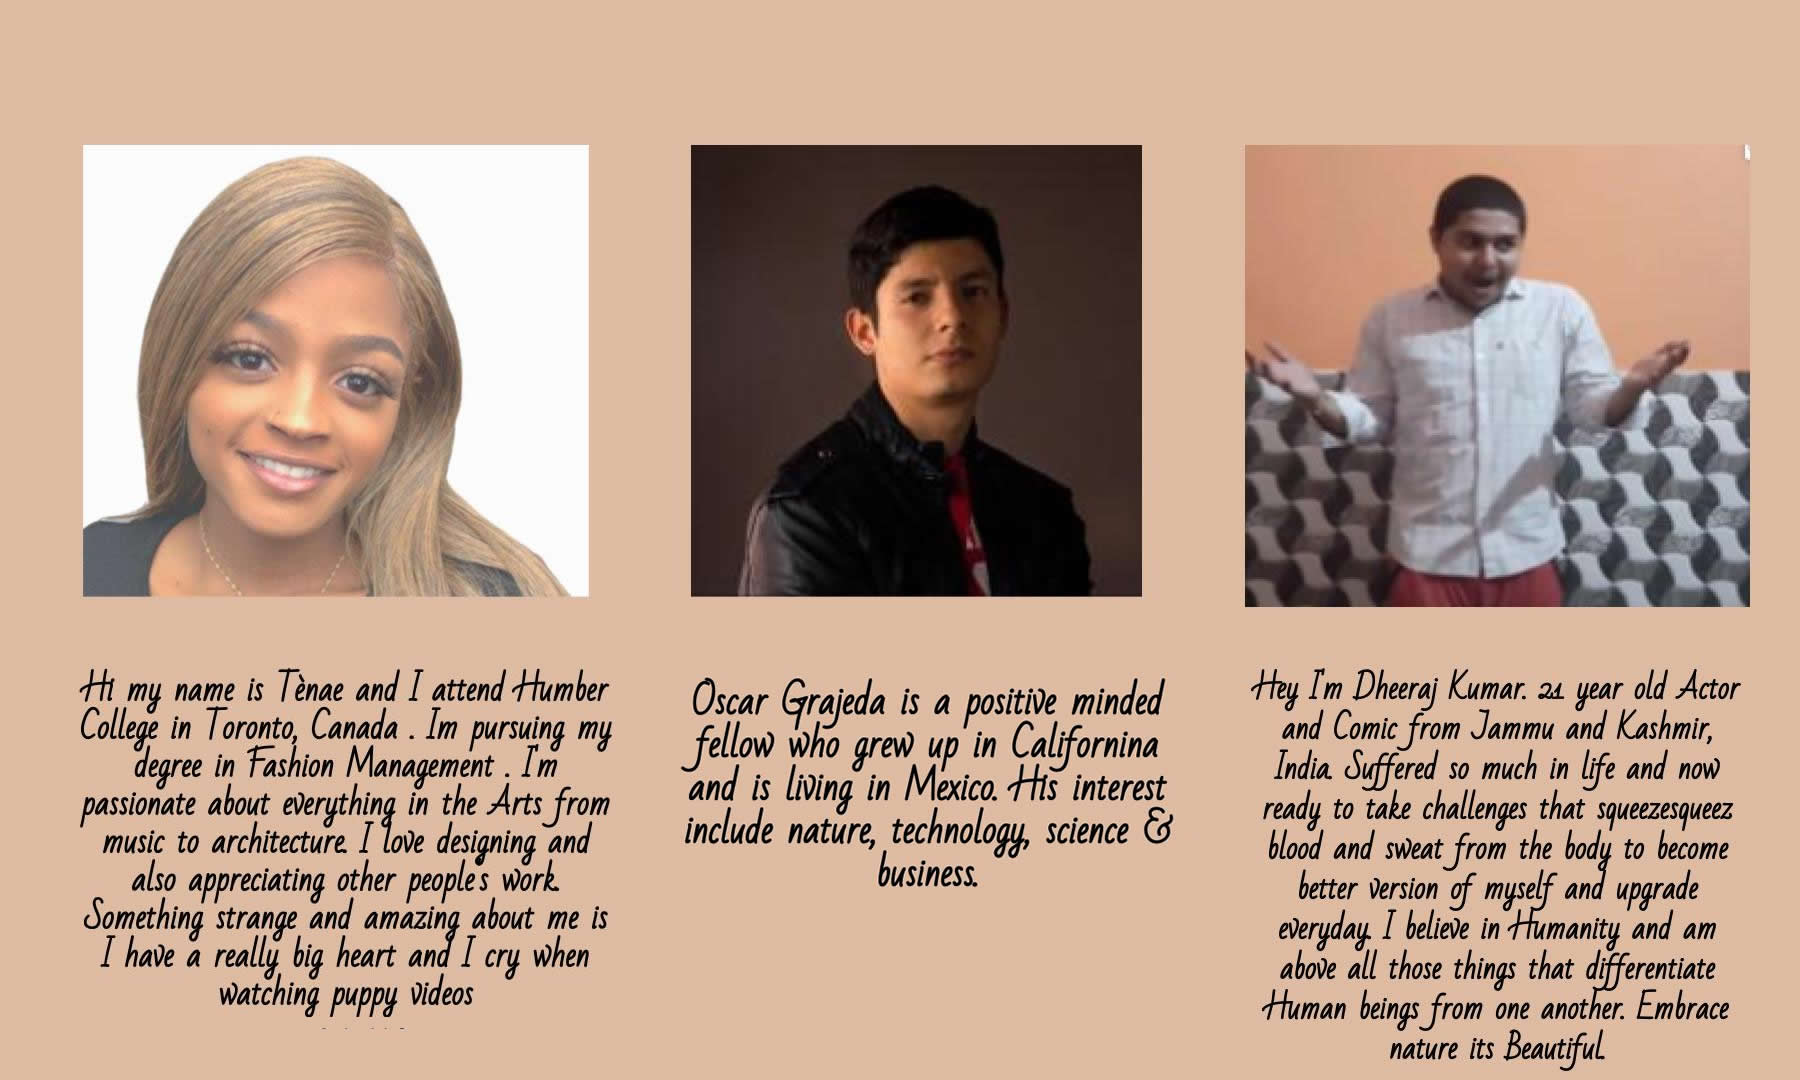 Hi my name is Tènae and I attend Humber
College in Toronto, Canada . Im pursuing my
degree in Fashion Management . I'm
passionate about everything in the Arts from
music to architecture. I love designing and
also appreciating other people's work.
Something strange and amazing about me is
I have a really big heart and I cry when
watching puppy videos
Oscar Grajeda is a positive minded
fellow who grew up in Californina
and is living in Mexico. His interest
include nature, technology, science &
business.
Hey I'm Dheeraj Kumar. 21 year old Actor
and Comic from Jammu and Kashmir,
India. Suffered so much in life and now
ready to take challenges that squeezesqueez
blood and sweat from the body to become
better version of myself and upgrade
everyday. I believe in Humanity and am
above all those things that differentiate
Human beings from one another. Embrace
nature its Beautiful.